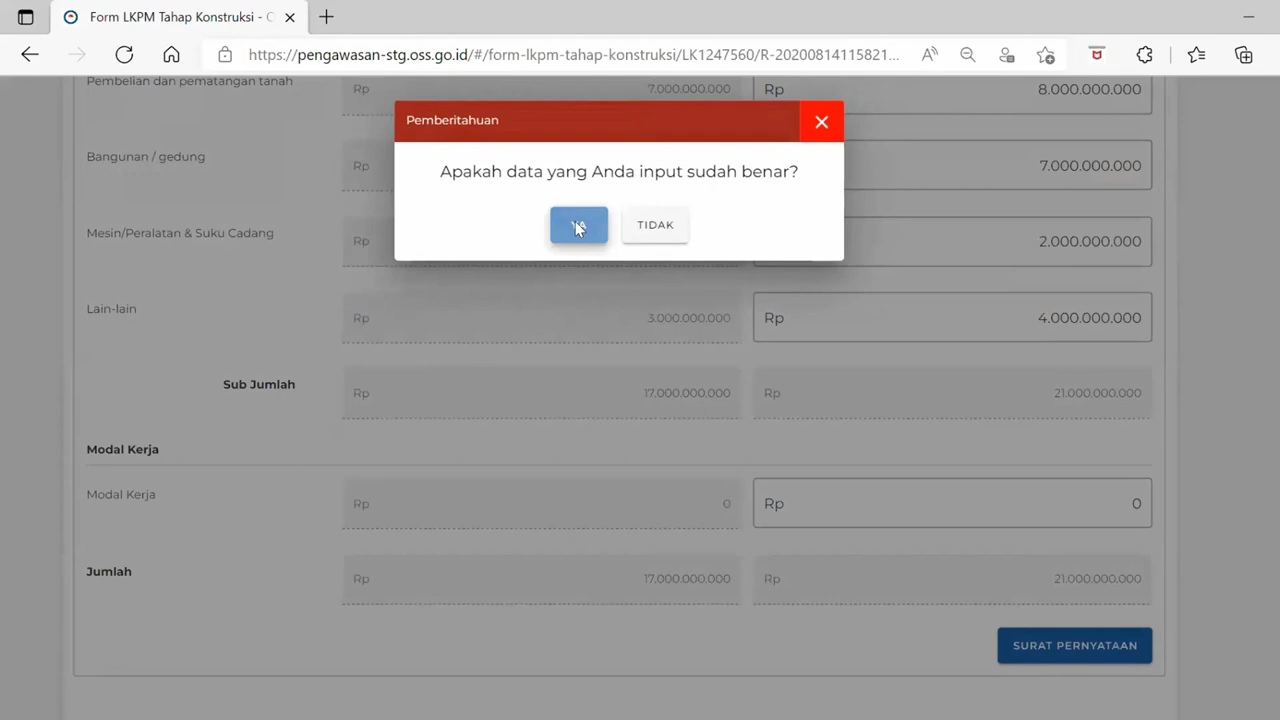 Form LKPM Tahap Konstruksi - O
https://pengawasan-stg.oss.go.id/#/form-lkpm-tahap-konstruksi/LK1247560/R-20200814115821...
Pembelian dan pematangan tanah Rp 7.000.000.000 Rp 8.000.000.000
Pemberitahuan
Apakah data yang Anda input sudah benar?
TIDAK
Bangunan / gedung Rp 7.000.000.000
Mesin/Peralatan & Suku Cadang Rp 2.000.000.000
Lain-lain Rp 3.000.000.000 Rp 4.000.000.000
Sub Jumlah Rp 17.000.000.000 Rp 21.000.000.000
Modal Kerja
Modal Kerja Rp 0 Rp 0
Jumlah Rp 17.000.000.000 Rp 21.000.000.000
SURAT PERNYATAAN